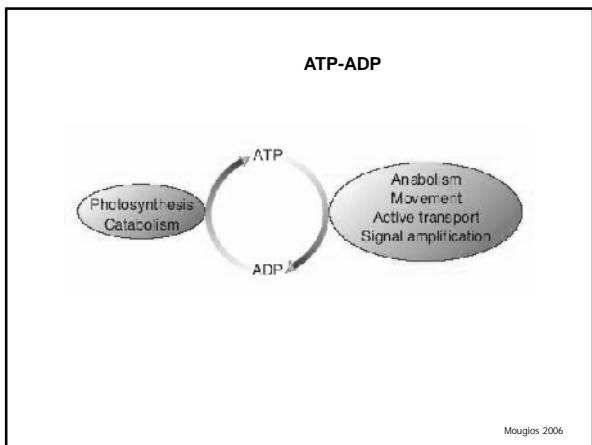 ATP-ADP
ATP
Photosynthesis
Catabolism
Anabolism
Movement
Active transport
Signal amplification
ADP
Mougios 2006